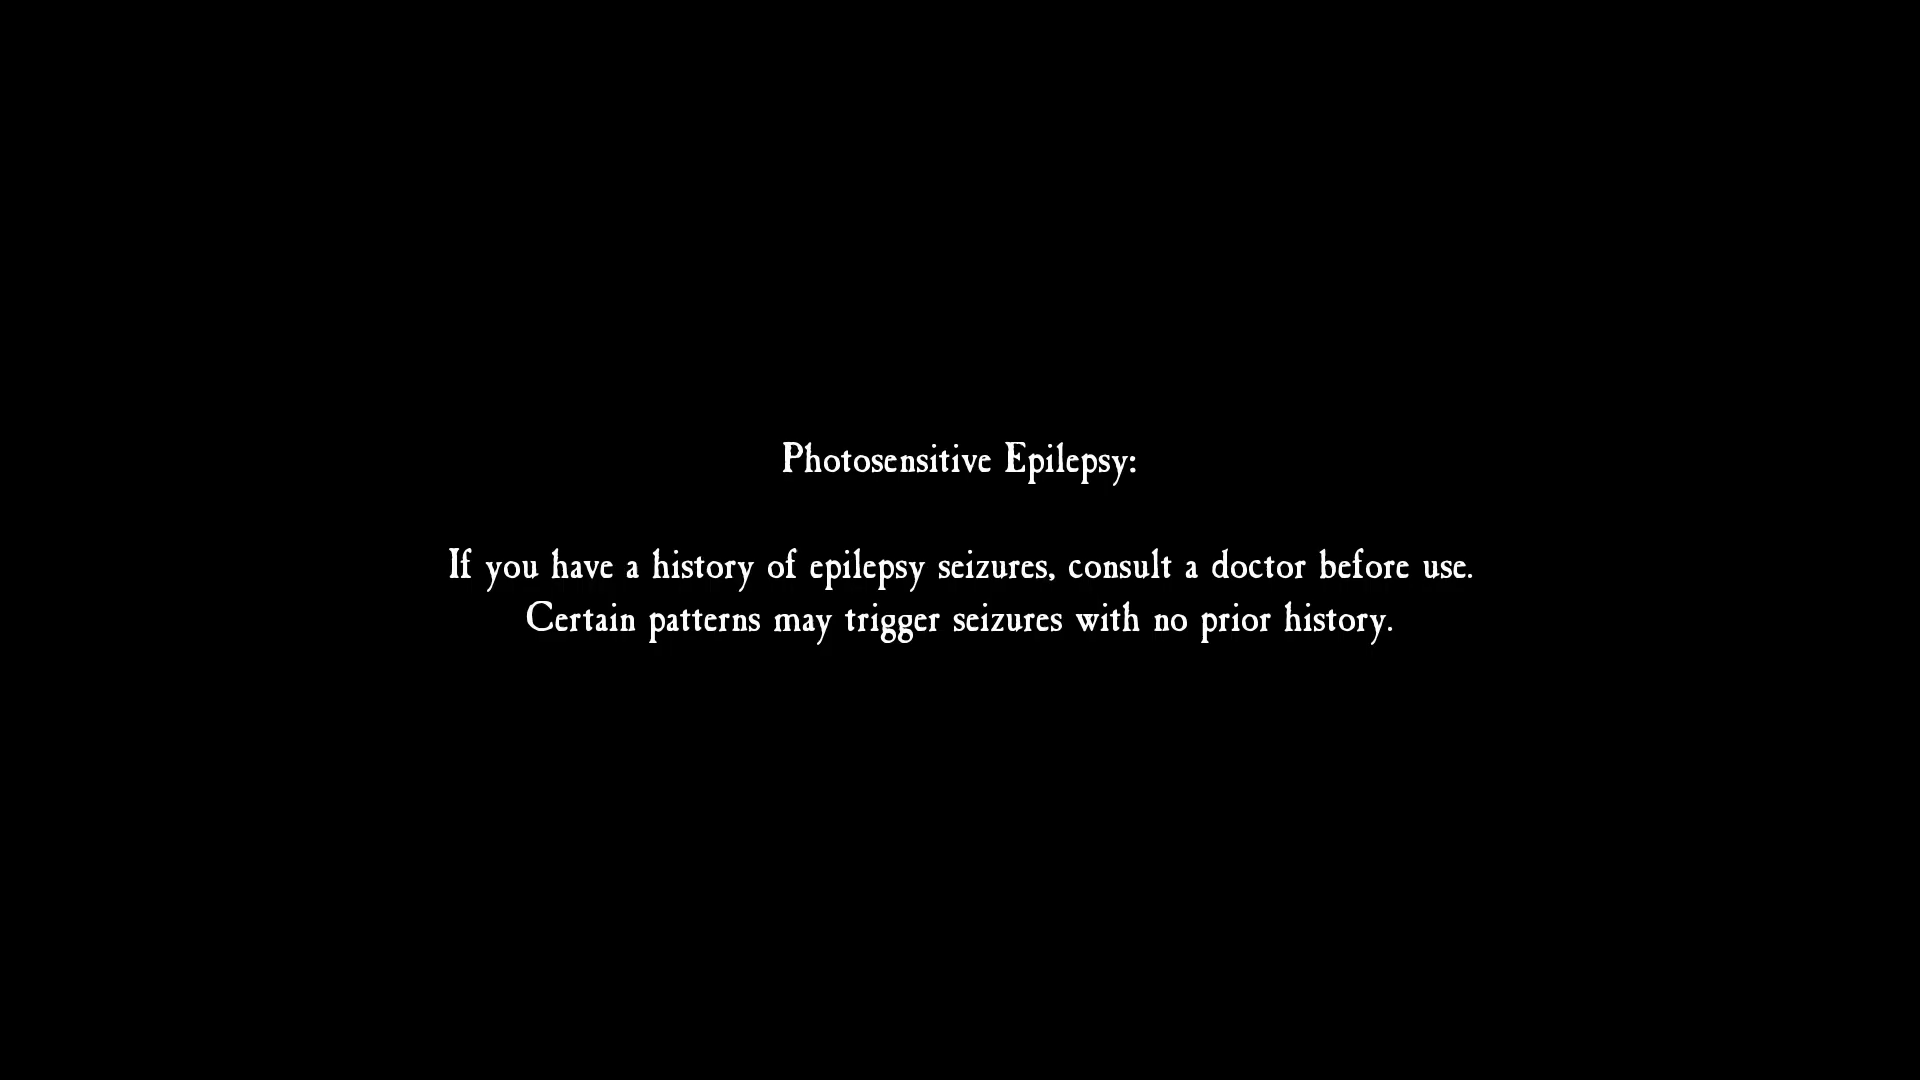 Photosensitive Epilepsy:
If you have a history of epilepsy seizures, consult a doctor before use.
Certain patterns may trigger seizures with no prior history.